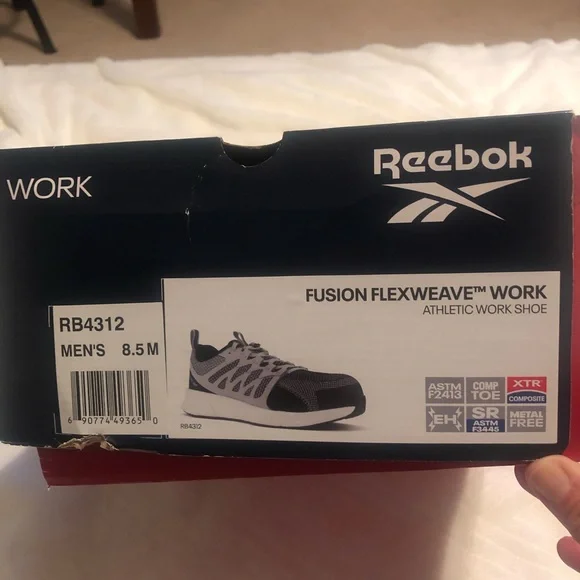 WORK
Reebok
FUSION FLEXWEAVE™ WORK
ATHLETIC WORK SHOE
RB4312
MEN'S 8.5 M
6 90774 49365 0
RB4312
ASTM
F2413
COMP
TOE
XTR
COMPOSITE
EH
SR
ASTM
F3445
METAL
FREE